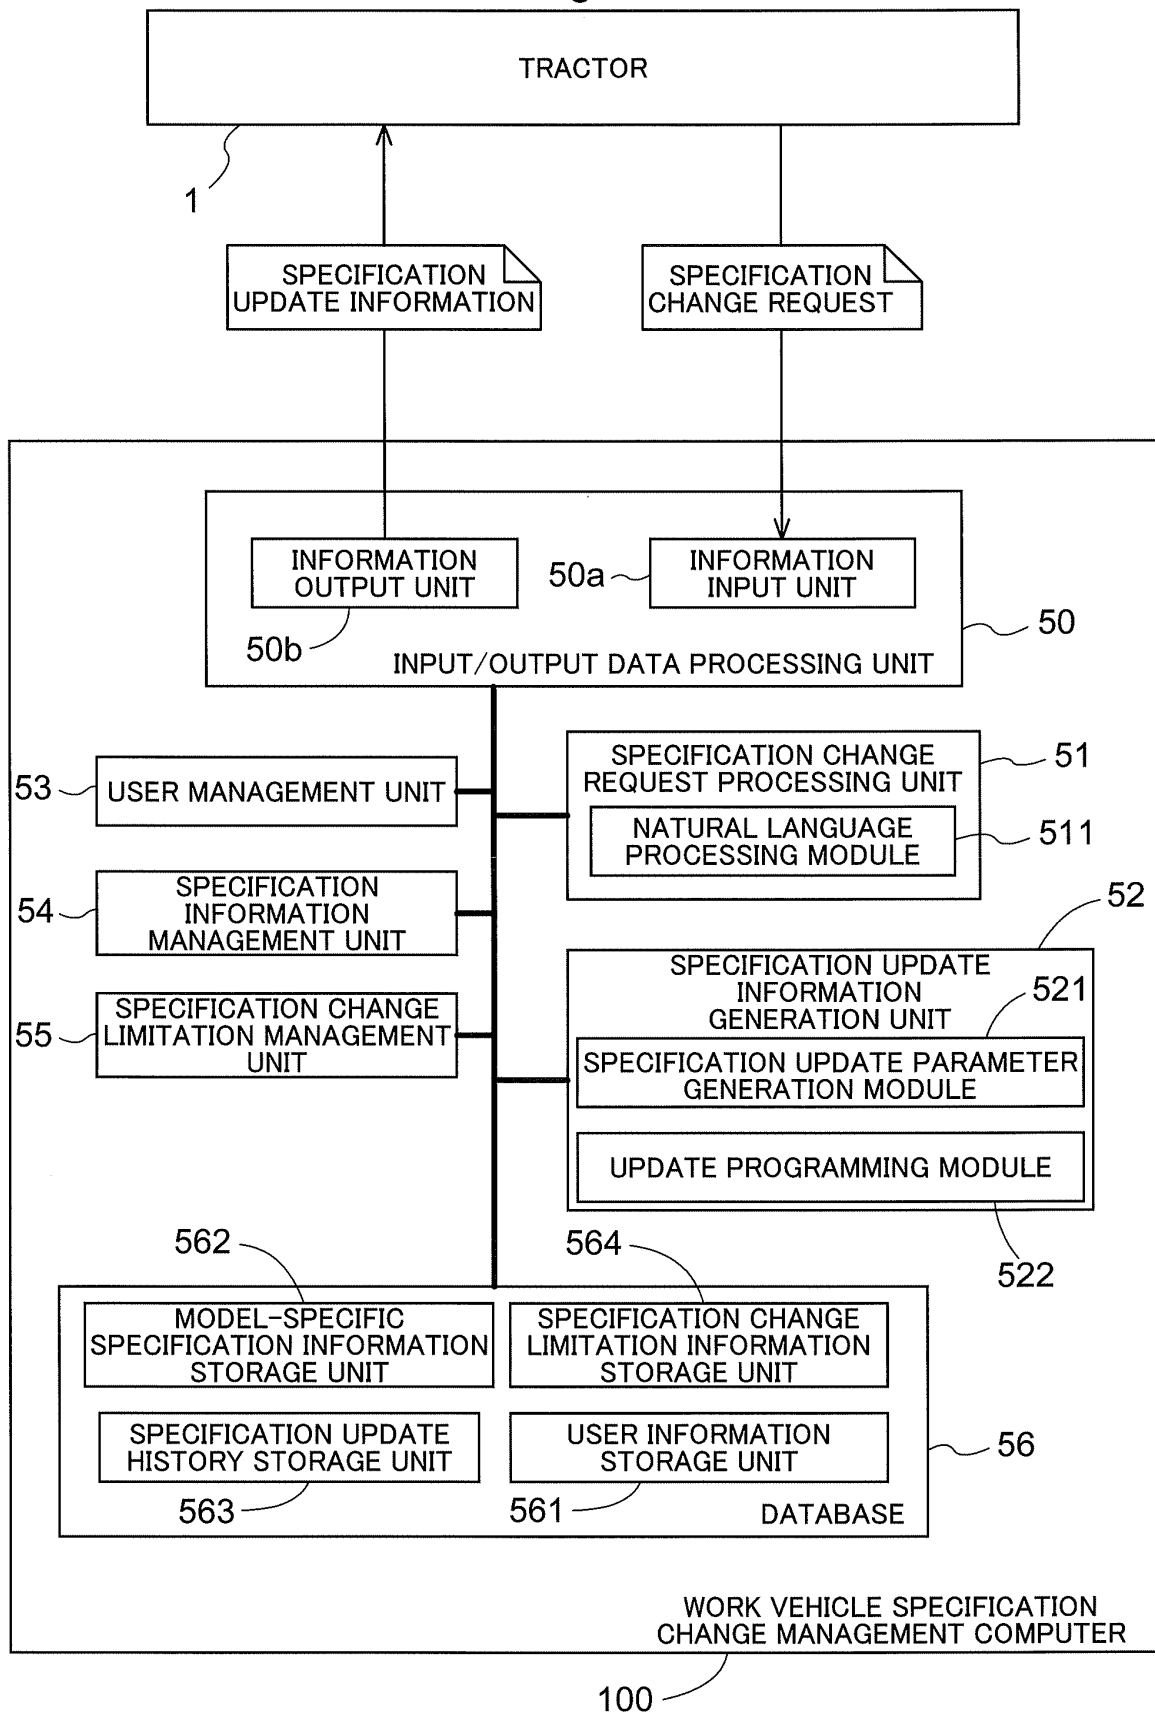 TRACTOR
1
SPECIFICATION
UPDATE INFORMATION
SPECIFICATION
CHANGE REQUEST
INFORMATION
OUTPUT UNIT
50a
INFORMATION
INPUT UNIT
50b
50
INPUT/OUTPUT DATA PROCESSING UNIT
53
USER MANAGEMENT UNIT
SPECIFICATION CHANGE
REQUEST PROCESSING UNIT
51
NATURAL LANGUAGE
PROCESSING MODULE
511
54
SPECIFICATION
INFORMATION
MANAGEMENT UNIT
52
SPECIFICATION UPDATE
INFORMATION
GENERATION UNIT
521
55
SPECIFICATION CHANGE
LIMITATION MANAGEMENT
UNIT
SPECIFICATION UPDATE PARAMETER
GENERATION MODULE
UPDATE PROGRAMMING MODULE
522
562
564
MODEL-SPECIFIC
SPECIFICATION INFORMATION
STORAGE UNIT
SPECIFICATION CHANGE
LIMITATION INFORMATION
STORAGE UNIT
SPECIFICATION UPDATE
HISTORY STORAGE UNIT
USER INFORMATION
STORAGE UNIT
56
563
561
DATABASE
WORK VEHICLE SPECIFICATION
CHANGE MANAGEMENT COMPUTER
100